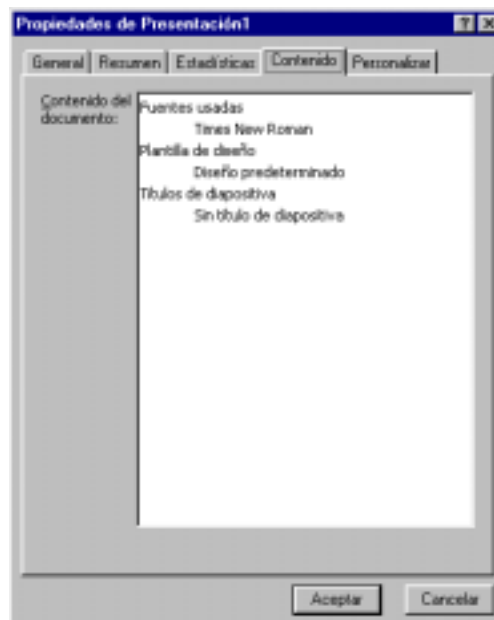 Propiedades de Presentación1
General Resumen Estadísticas Contenido Personalizar
Contenido del
documento:
Fuentes usadas
Times New Roman
Plantilla de diseño
Diseño predeterminado
Títulos de diapositiva
Sin título de diapositiva
Aceptar Cancelar